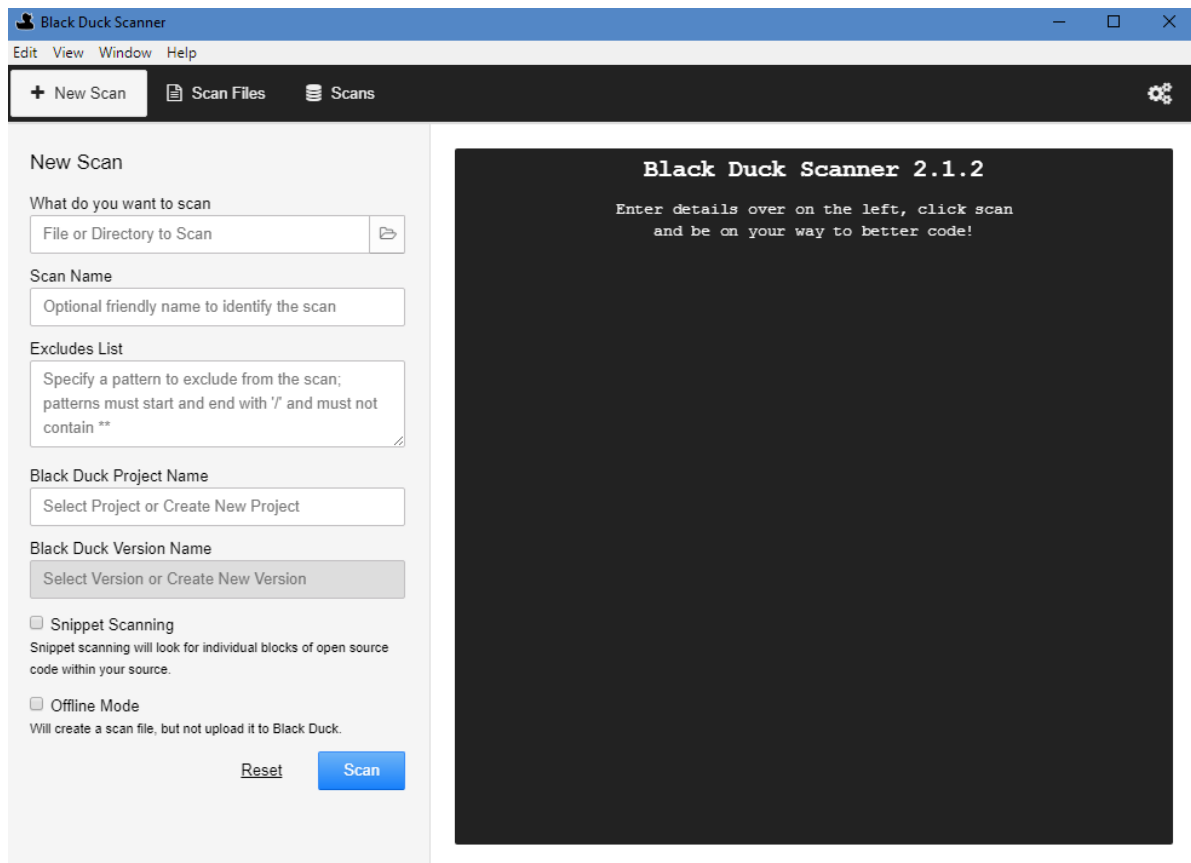 Black Duck Scanner
Edit View Window Help
New Scan Scan Files Scans
New Scan
What do you want to scan
File or Directory to Scan
Scan Name
Optional friendly name to identify the scan
Excludes List
Specify a pattern to exclude from the scan;
patterns must start and end with '/' and must not
contain **
Black Duck Project Name
Select Project or Create New Project
Black Duck Version Name
Select Version or Create New Version
Snippet Scanning
Snippet scanning will look for individual blocks of open source
code within your source.
Offline Mode
Will create a scan file, but not upload it to Black Duck.
Reset Scan
Black Duck Scanner 2.1.2
Enter details over on the left, click scan
and be on your way to better code!